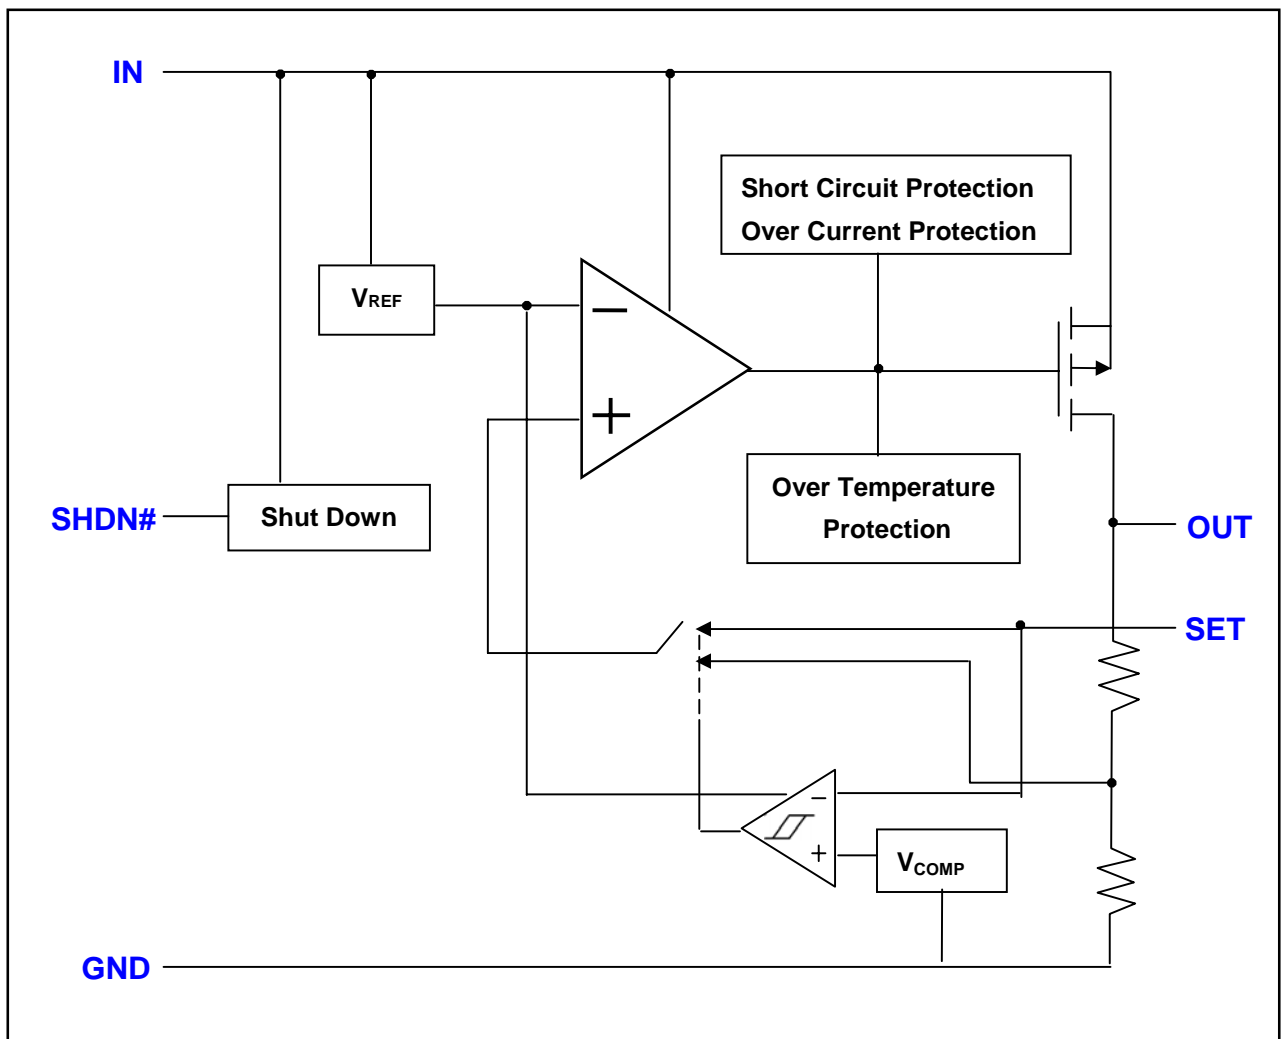 IN
Short Circuit Protection
Over Current Protection
VREF
−
+
Over Temperature
Protection
SHDN#
Shut Down
OUT
SET
−
+
VCOMP
GND